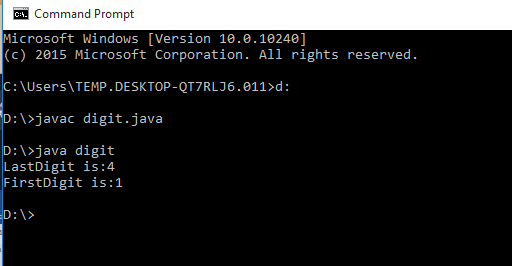 Command Prompt
Microsoft Windows [Version 10.0.10240]
(c) 2015 Microsoft Corporation. All rights reserved.
C:\Users\TEMP.DESKTOP-QT7RLJ6.011>d:
D:\>javac digit.java
D:\>java digit
LastDigit is:4
FirstDigit is:1
D:\>